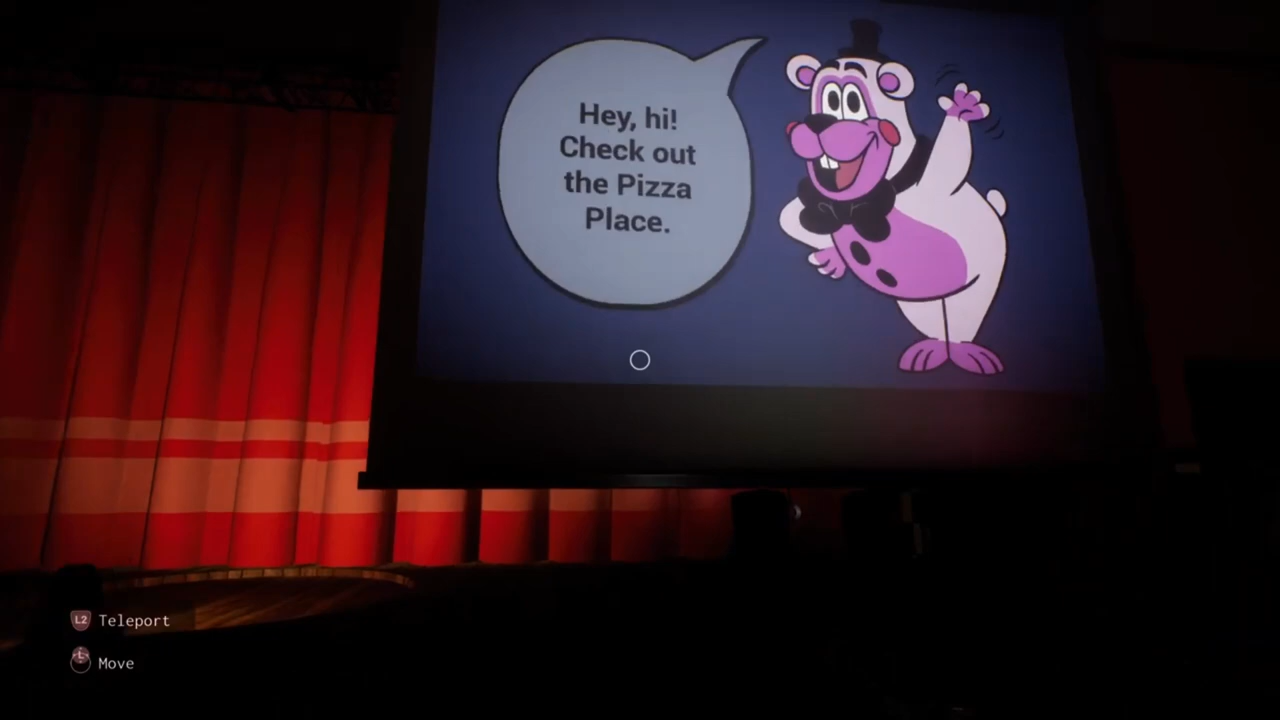 Hey, hi!
Check out
the Pizza
Place.
L2 Teleport
L Move